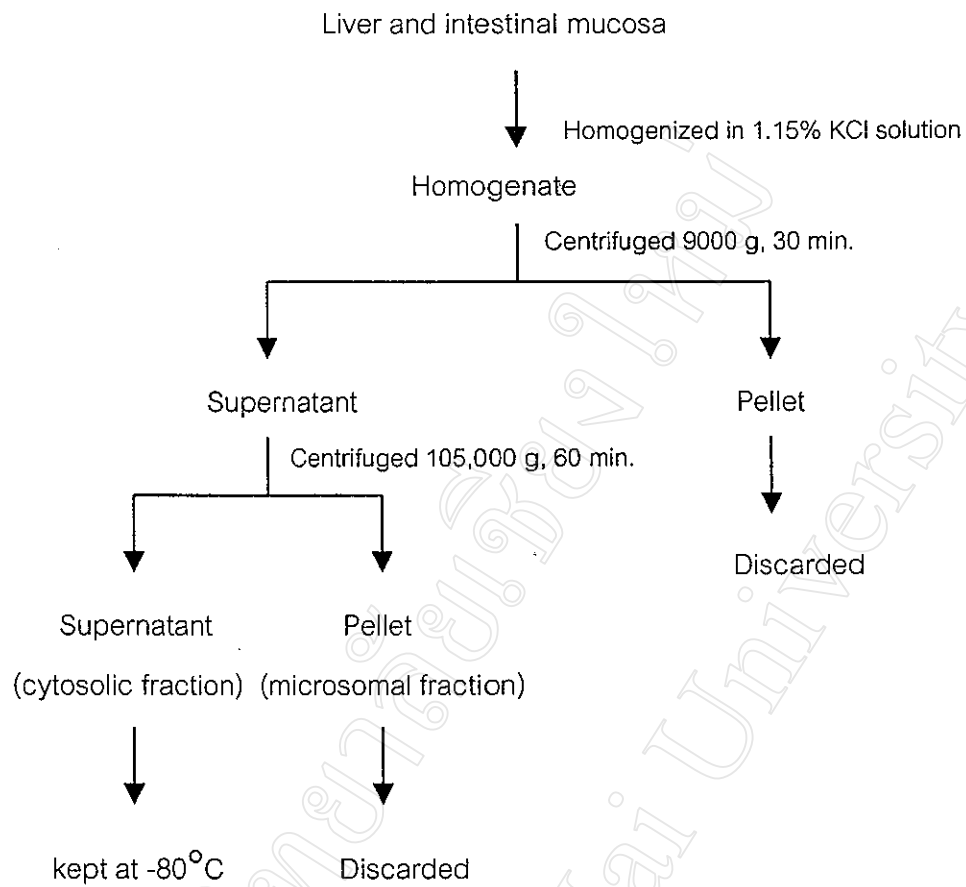 Liver and intestinal mucosa
Homogenized in 1.15% KCl solution
Homogenate
Centrifuged 9000 g, 30 min.
Supernatant
Pellet
Centrifuged 105,000 g, 60 min.
Discarded
Supernatant
Pellet
(cytosolic fraction) (microsomal fraction)
kept at -80°C
Discarded